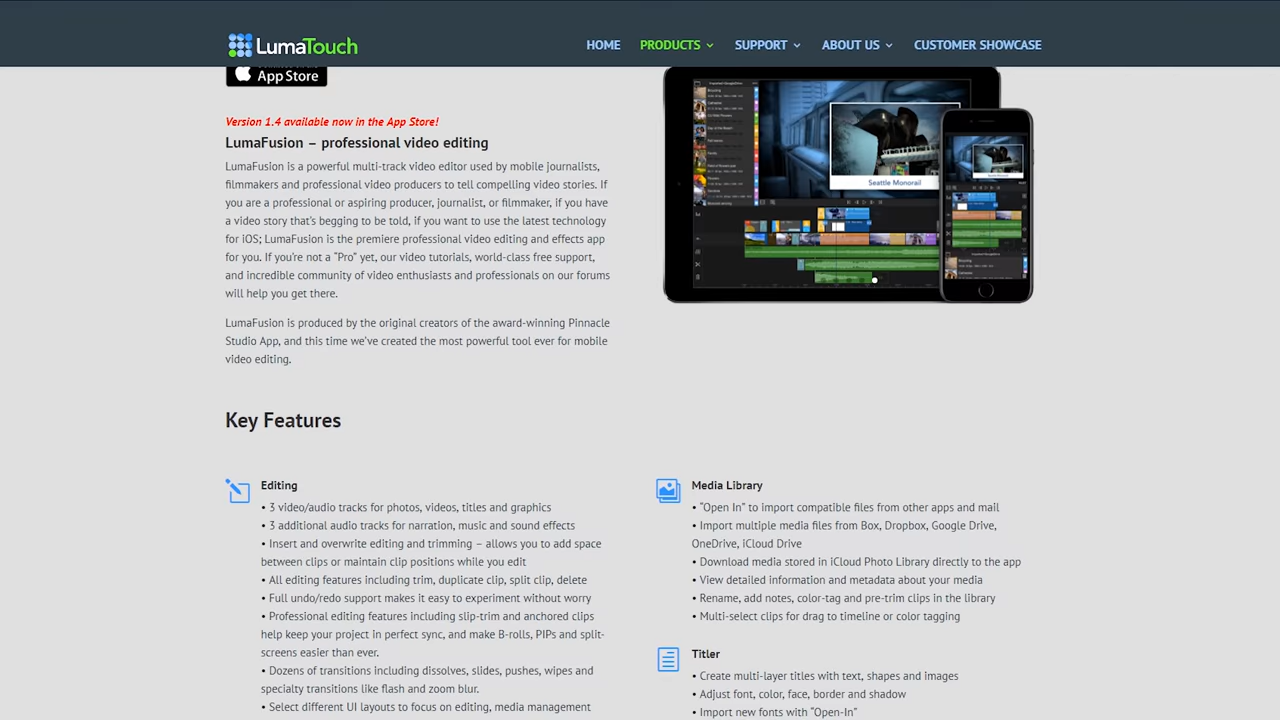 LumaTouch
HOME
PRODUCTS
SUPPORT
ABOUT US
CUSTOMER SHOWCASE
App Store
Version 1.4 available now in the App Store!
LumaFusion – professional video editing
LumaFusion is a powerful multi-track video editor used by mobile journalists,
filmmakers and professional video producers to tell compelling video stories. If
you are a professional or aspiring producer, journalist, or filmmaker, if you have
a video story that's begging to be told, if you want to use the latest technology
for iOS; LumaFusion is the premiere professional video editing and effects app
for you. If you're not a "Pro" yet, our video tutorials, world-class free support,
and incredible community of video enthusiasts and professionals on our forums
will help you get there.
LumaFusion is produced by the original creators of the award-winning Pinnacle
Studio App, and this time we've created the most powerful tool ever for mobile
video editing.
Seattle Monorail
Key Features
Editing
• 3 video/audio tracks for photos, videos, titles and graphics
• 3 additional audio tracks for narration, music and sound effects
• Insert and overwrite editing and trimming – allows you to add space
between clips or maintain clip positions while you edit
• All editing features including trim, duplicate clip, split clip, delete
• Full undo/redo support makes it easy to experiment without worry
• Professional editing features including slip-trim and anchored clips
help keep your project in perfect sync, and make B-rolls, PIPs and split-
screens easier than ever.
• Dozens of transitions including dissolves, slides, pushes, wipes and
specialty transitions like flash and zoom blur.
• Select different UI layouts to focus on editing, media management
Media Library
• "Open In" to import compatible files from other apps and mail
• Import multiple media files from Box, Dropbox, Google Drive,
OneDrive, iCloud Drive
• Download media stored in iCloud Photo Library directly to the app
• View detailed information and metadata about your media
• Rename, add notes, color-tag and pre-trim clips in the library
• Multi-select clips for drag to timeline or color tagging
Titler
• Create multi-layer titles with text, shapes and images
• Adjust font, color, face, border and shadow
• Import new fonts with "Open-In"